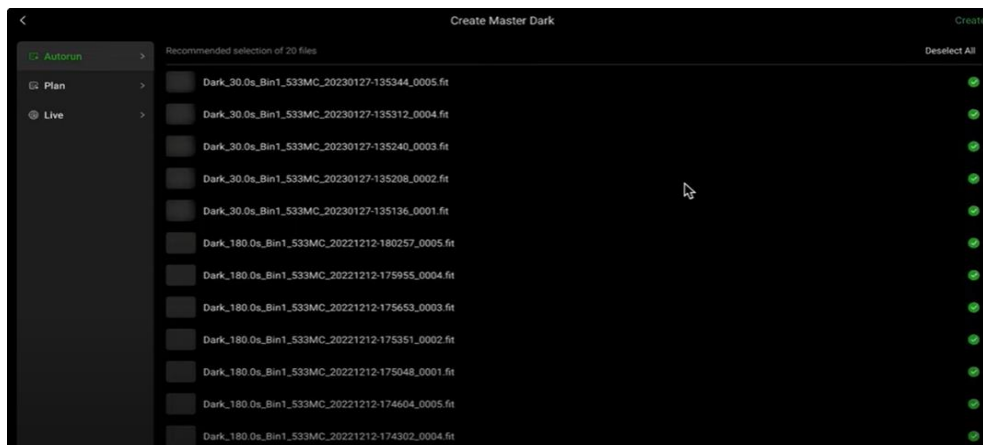 Create Master Dark
Create
Autorun
Plan
Live
Recommended selection of 20 files
Deselect All
Dark_30.0s_Bin1_533MC_20230127-135344_0005.fit
Dark_30.0s_Bin1_533MC_20230127-135312_0004.fit
Dark_30.0s_Bin1_533MC_20230127-135240_0003.fit
Dark_30.0s_Bin1_533MC_20230127-135208_0002.fit
Dark_30.0s_Bin1_533MC_20230127-135136_0001.fit
Dark_180.0s_Bin1_533MC_20221212-180257_0005.fit
Dark_180.0s_Bin1_533MC_20221212-175955_0004.fit
Dark_180.0s_Bin1_533MC_20221212-175653_0003.fit
Dark_180.0s_Bin1_533MC_20221212-175351_0002.fit
Dark_180.0s_Bin1_533MC_20221212-175048_0001.fit
Dark_180.0s_Bin1_533MC_20221212-174604_0005.fit
Dark_180.0s_Bin1_533MC_20221212-174302_0004.fit